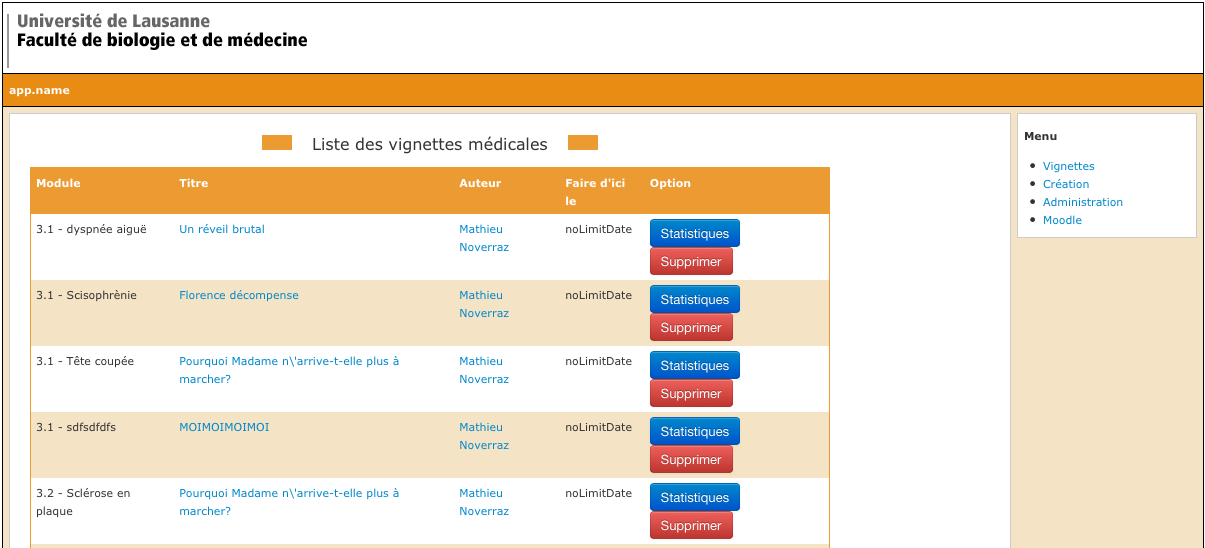 Université de Lausanne
Faculté de biologie et de médecine
app.name
Liste des vignettes médicales
Module Titre Auteur Faire d'ici le Option
3.1 - dyspnée aiguë Un réveil brutal Mathieu Noverraz noLimitDate Statistiques
Supprimer
3.1 - Scisophrènie Florence décompense Mathieu Noverraz noLimitDate Statistiques
Supprimer
3.1 - Tête coupée Pourquoi Madame n\'arrive-t-elle plus à marcher? Mathieu Noverraz noLimitDate Statistiques
Supprimer
3.1 - sdfsdfdfs MOIMOIMOIMOI Mathieu Noverraz noLimitDate Statistiques
Supprimer
3.2 - Sclérose en plaque Pourquoi Madame n\'arrive-t-elle plus à marcher? Mathieu Noverraz noLimitDate Statistiques
Supprimer
Menu
Vignettes
Création
Administration
Moodle